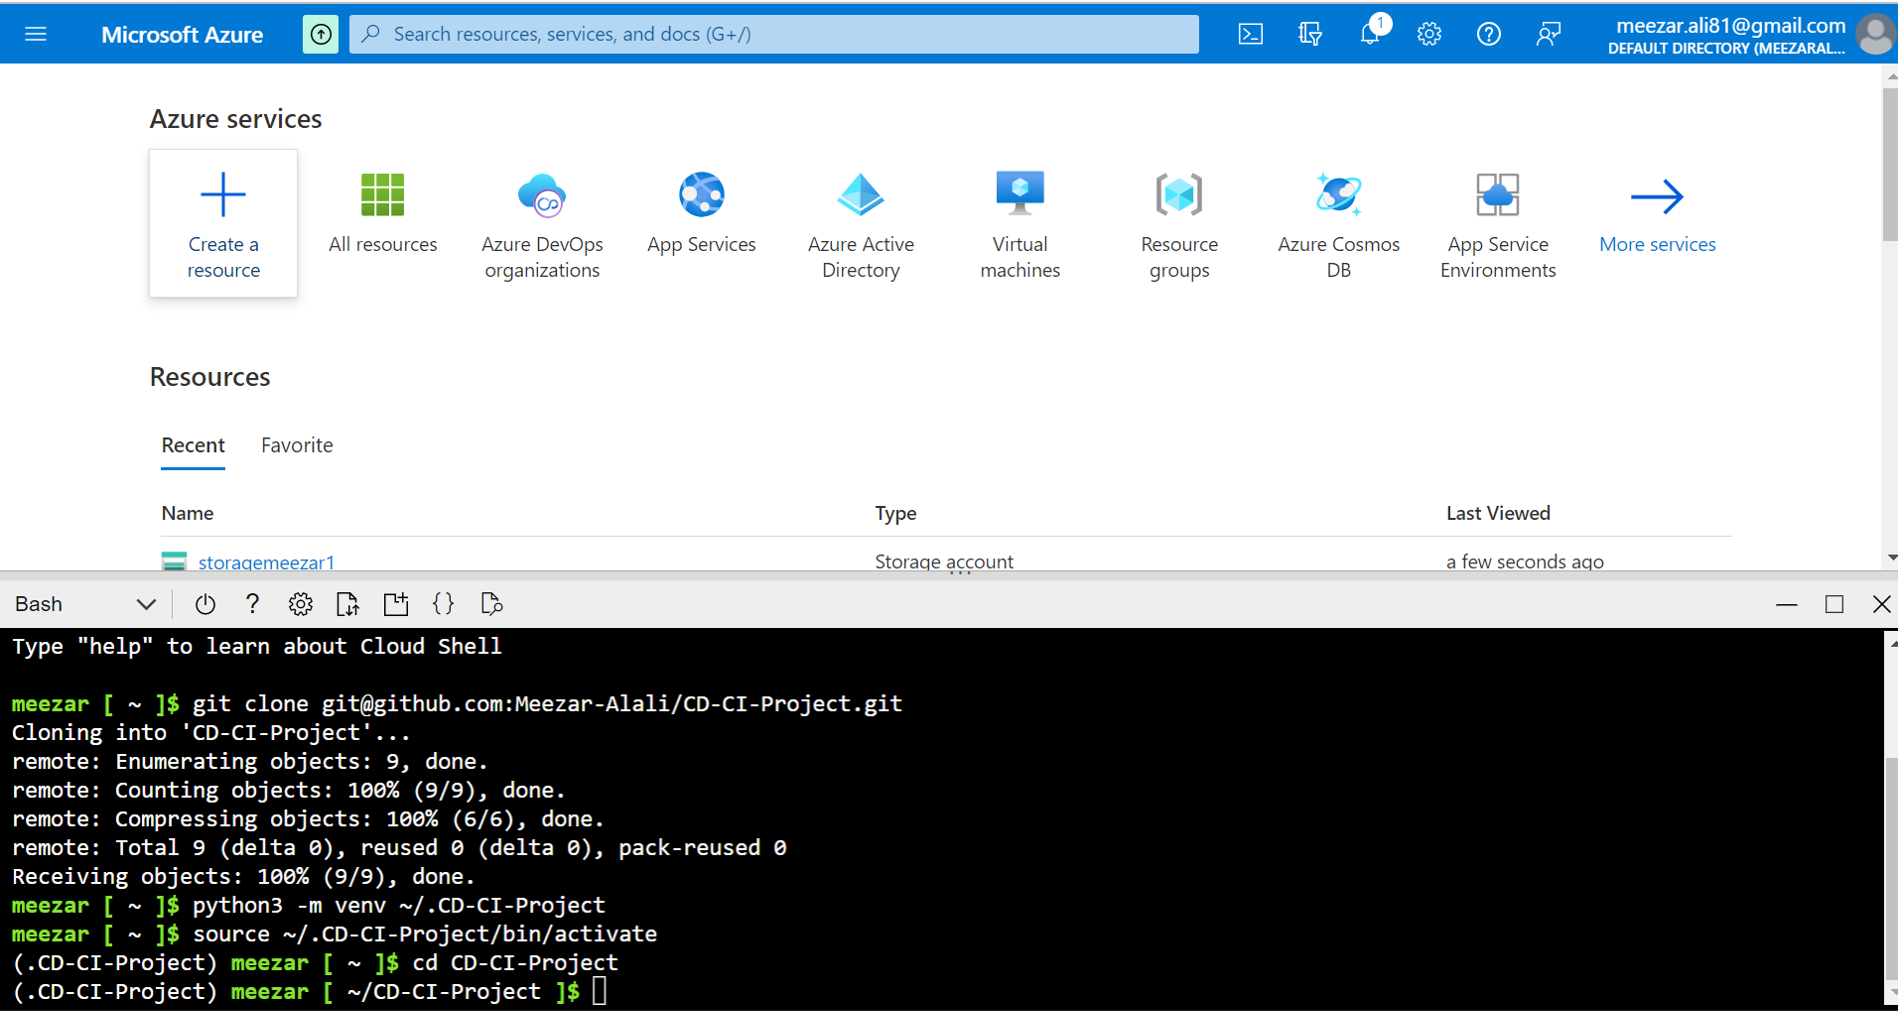 Microsoft Azure
Search resources, services, and docs (G+/)
1
meezar.ali81@gmail.com
DEFAULT DIRECTORY (MEEZARAL...
Azure services
Create a resource
All resources
Azure DevOps organizations
App Services
Azure Active Directory
Virtual machines
Resource groups
Azure Cosmos DB
App Service Environments
More services
Resources
Recent Favorite
Name Type Last Viewed
storagemeezar1 Storage account a few seconds ago
Bash
Type "help" to learn about Cloud Shell
meezar [ ~ ]$ git clone git@github.com:Meezar-Alali/CD-CI-Project.git
Cloning into 'CD-CI-Project'...
remote: Enumerating objects: 9, done.
remote: Counting objects: 100% (9/9), done.
remote: Compressing objects: 100% (6/6), done.
remote: Total 9 (delta 0), reused 0 (delta 0), pack-reused 0
Receiving objects: 100% (9/9), done.
meezar [ ~ ]$ python3 -m venv ~/.CD-CI-Project
meezar [ ~ ]$ source ~/.CD-CI-Project/bin/activate
(.CD-CI-Project) meezar [ ~ ]$ cd CD-CI-Project
(.CD-CI-Project) meezar [ ~/CD-CI-Project ]$